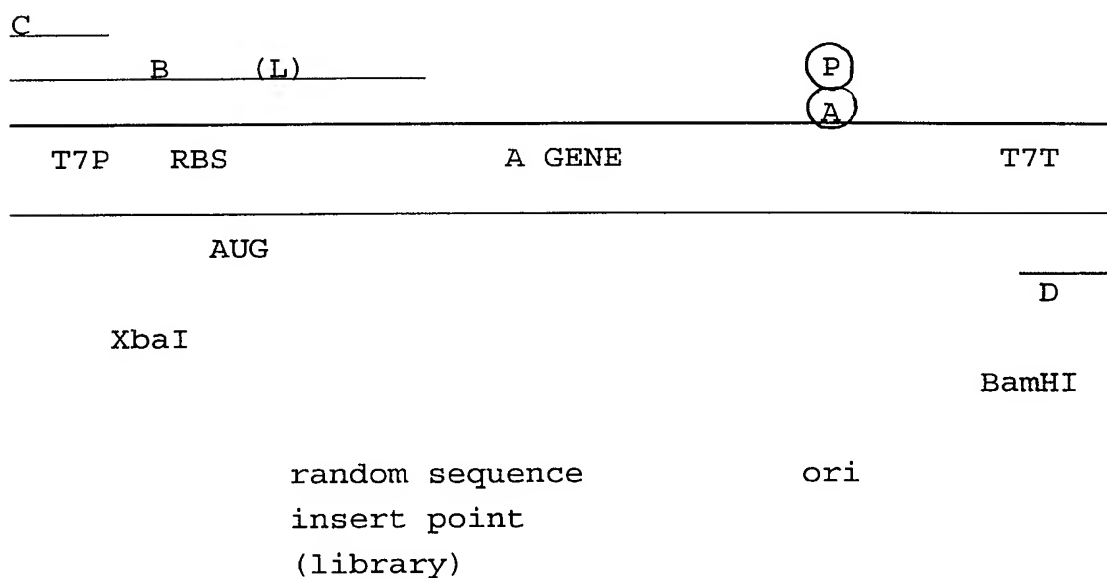 C
B (L) P
A
T7P RBS A GENE T7T
AUG
D
XbaI
BamHI
random sequence ori
insert point
(library)